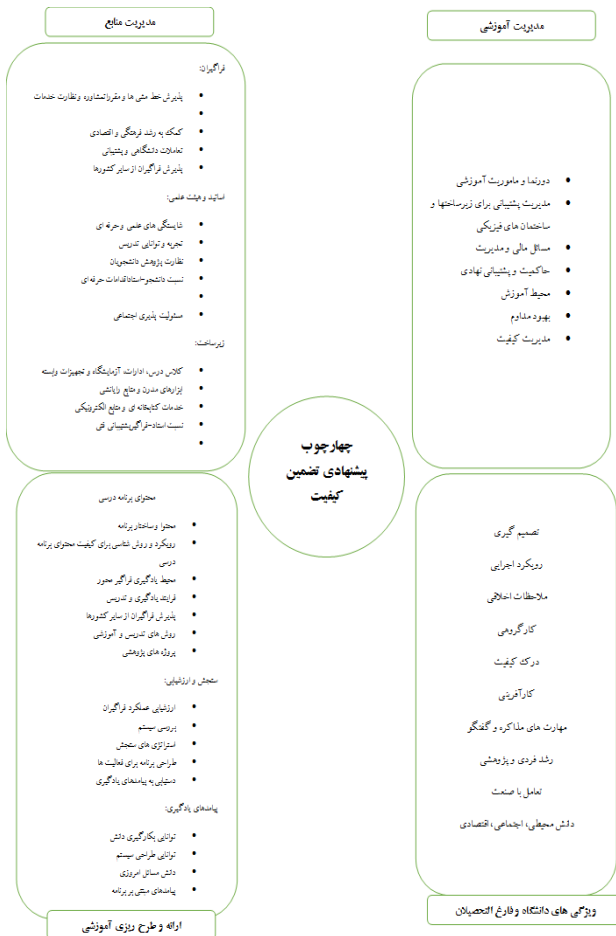 مدیریت آموزشی
• دورنما و ماموریت آموزشی
• مدیریت پشتیبانی برای زیرساختها و
ساختمان های فیزیکی
• مسائل مالی و مدیریت
• حاکمیت و پشتیبانی نهادی
• محیط آموزش
• بهبود مداوم
• مدیریت کیفیت
مدیریت منابع
فراگیران:
• پذیرش خط مشی ها و مقرراتمشاوره و نظارت خدمات
•
• کمک به رشد فرهنگی و اقتصادی
• تعاملات دانشگاهی و پشتیبانی
• پذیرش فراگیران از سایر کشورها
اساتید و هیئت علمی:
• شایستگی های علمی و حرفه ای
• تجربه و توانایی تدریس
• نظارت پژوهش دانشجویان
• نسبت دانشجو-استاداقدامات حرفه ای
•
• مسئولیت پذیری اجتماعی
زیرساخت:
• کلاس درس، ادارات، آزمایشگاه و تجهیزات وابسته
• ابزارهای مدرن و منابع رایانشی
• خدمات کتابخانه ای و منابع الکترونیکی
• نسبت استاد-فراگیرپشتیبانی فنی
•
چهارچوب
پیشنهادی تضمین
کیفیت
تصمیم گیری
رویکرد اجرایی
ملاحظات اخلاقی
کارگروهی
درک کیفیت
کارآفرینی
مهارت های مذاکره و گفتگو
رشد فردی و پژوهشی
تعامل با صنعت
دانش محیطی، اجتماعی، اقتصادی
ویژگی های دانشگاه و فارغ التحصیلان
محتوای برنامه درسی
• محتوا و ساختار برنامه
• رویکرد و روش شناسی برای کیفیت محتوای برنامه
درسی
• محیط یادگیری فراگیر محور
• فرایند یادگیری و تدریس
• پذیرش فراگیران از سایر کشورها
• روش های تدریس و آموزشی
• پروژه های پژوهشی
سنجش و ارزشیابی:
• ارزشیابی عملکرد فراگیران
• بررسی سیستم
• استراتژی های سنجش
• طراحی برنامه برای فعالیت ها
• دستیابی به پیامدهای یادگیری
پیامدهای یادگیری:
• توانایی بکارگیری دانش
• توانایی طراحی سیستم
• دانش مسائل امروزی
• پیامدهای مبتنی بر برنامه
ارائه و طرح ریزی آموزشی